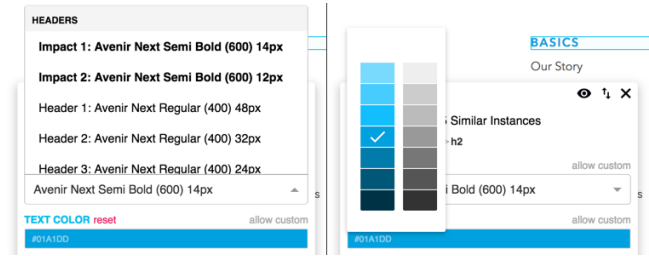 HEADERS
Impact 1: Avenir Next Semi Bold (600) 14px
Impact 2: Avenir Next Semi Bold (600) 12px
Header 1: Avenir Next Regular (400) 48px
Header 2: Avenir Next Regular (400) 32px
Header 3: Avenir Next Regular (400) 24px
Avenir Next Semi Bold (600) 14px
s
TEXT COLOR reset
allow custom
#01A1DD
BASICS
Our Story
Similar Instances
h2
allow custom
Bold (600) 14px
s
allow custom
#01A1DD